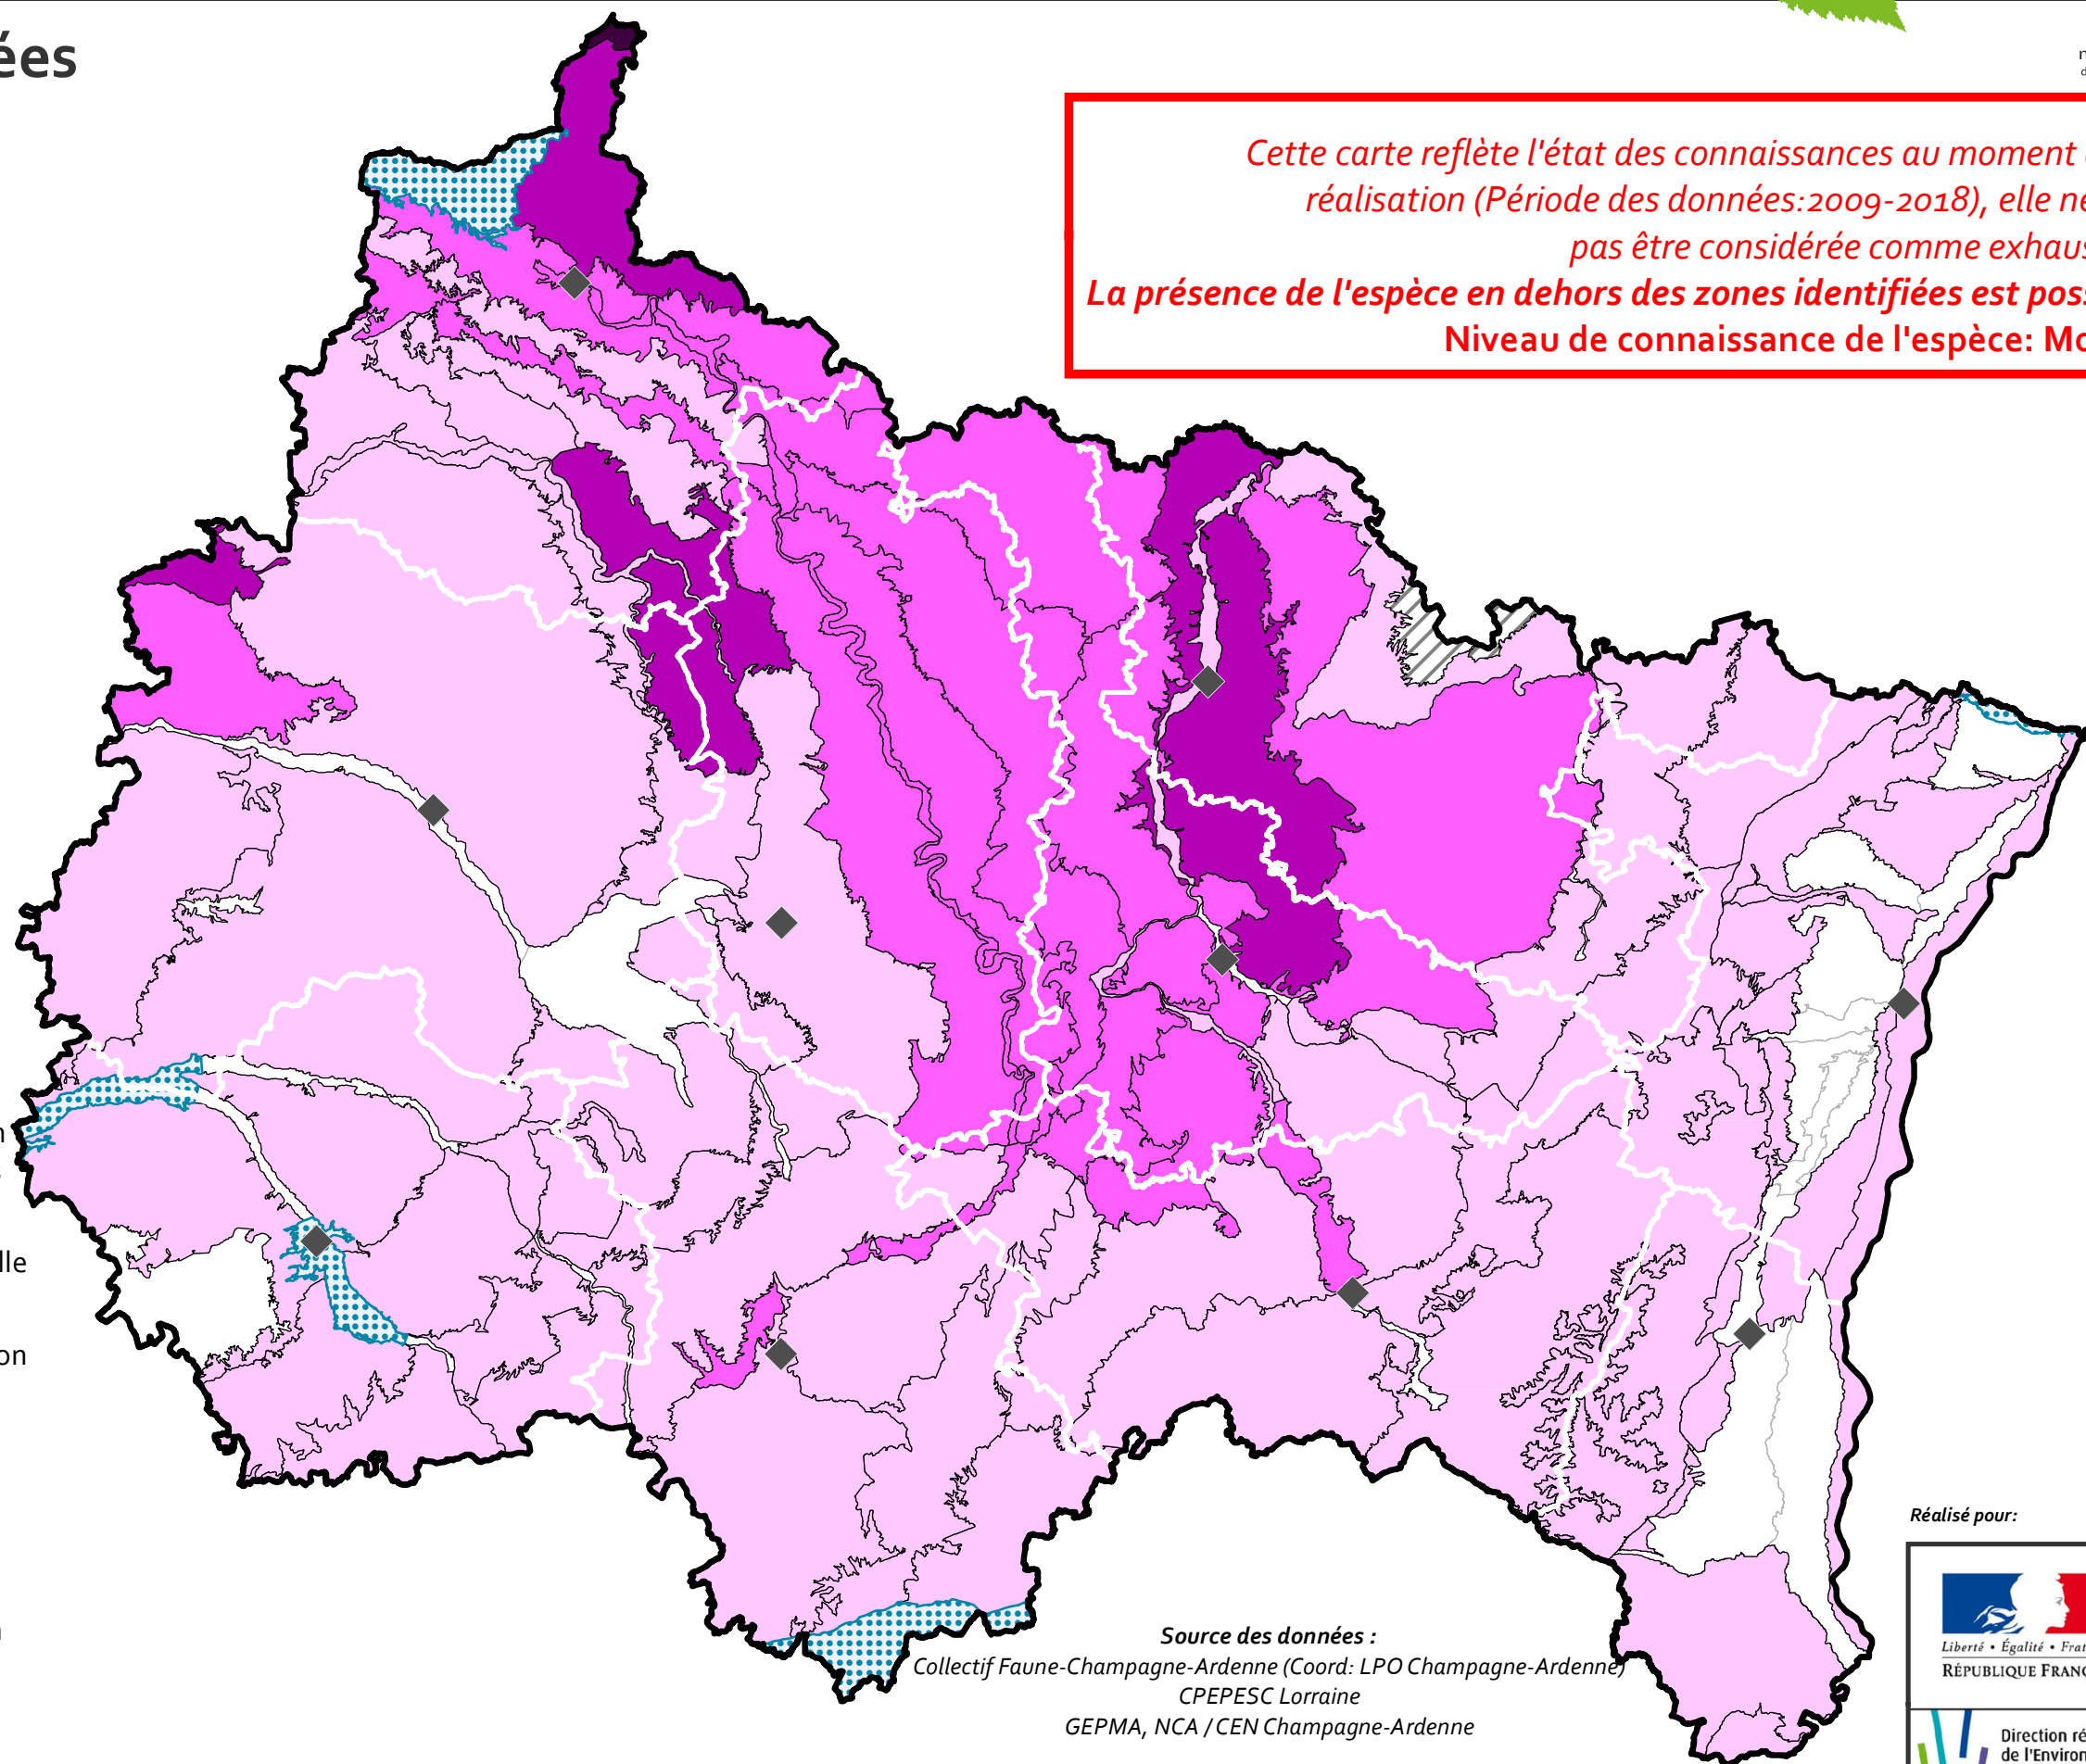 ées
Cette carte reflète l'état des connaissances au moment
réalisation (Période des données:2009-2018), elle ne
pas être considérée comme exhaus
La présence de l'espèce en dehors des zones identifiées est pos
Niveau de connaissance de l'espèce: Mo
n
lle
on
Source des données :
Collectif Faune-Champagne-Ardenne (Coord: LPO Champagne-Ardenne)
CPEPESC Lorraine
GEPMA, NCA / CEN Champagne-Ardenne
Réalisé pour:
Liberté • Égalité • Frat
RÉPUBLIQUE FRANÇ
Direction ré
de l'Environ